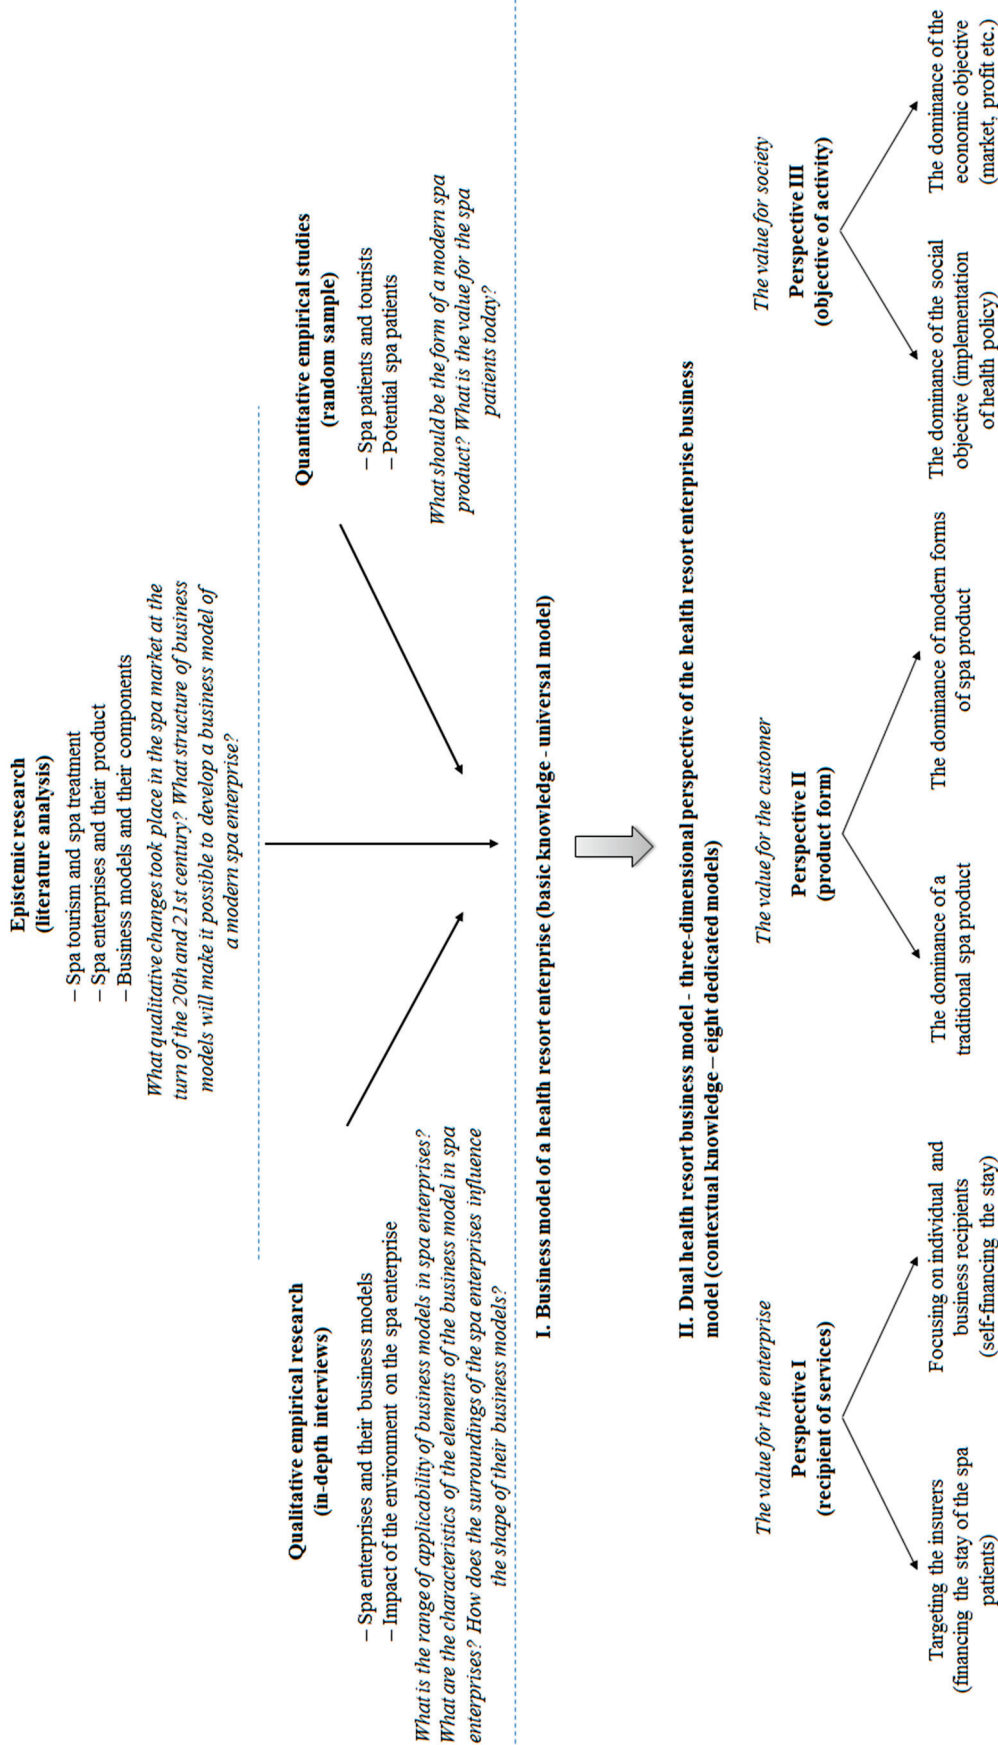 Epistemic research
(literature analysis)
– Spa tourism and spa treatment
– Spa enterprises and their product
– Business models and their components
What qualitative changes took place in the spa market at the
turn of the 20th and 21st century? What structure of business
models will make it possible to develop a business model of
a modern spa enterprise?
Qualitative empirical research
(in-depth interviews)
– Spa enterprises and their business models
– Impact of the environment on the spa enterprise
What is the range of applicability of business models in spa enterprises?
What are the characteristics of the elements of the business model in spa
enterprises? How does the surroundings of the spa enterprises influence
the shape of their business models?
Quantitative empirical studies
(random sample)
– Spa patients and tourists
– Potential spa patients
What should be the form of a modern spa
product? What is the value for the spa
patients today?
I. Business model of a health resort enterprise (basic knowledge - universal model)
II. Dual health resort business model - three-dimensional perspective of the health resort enterprise business
model (contextual knowledge – eight dedicated models)
The value for the enterprise
Perspective I
(recipient of services)
Targeting the insurers
(financing the stay of the spa
patients)
Focusing on individual and
business recipients
(self-financing the stay)
The value for the customer
Perspective II
(product form)
The dominance of a
traditional spa product
The dominance of modern forms
of spa product
The value for society
Perspective III
(objective of activity)
The dominance of the social
objective (implementation
of health policy)
The dominance of the
economic objective
(market, profit etc.)